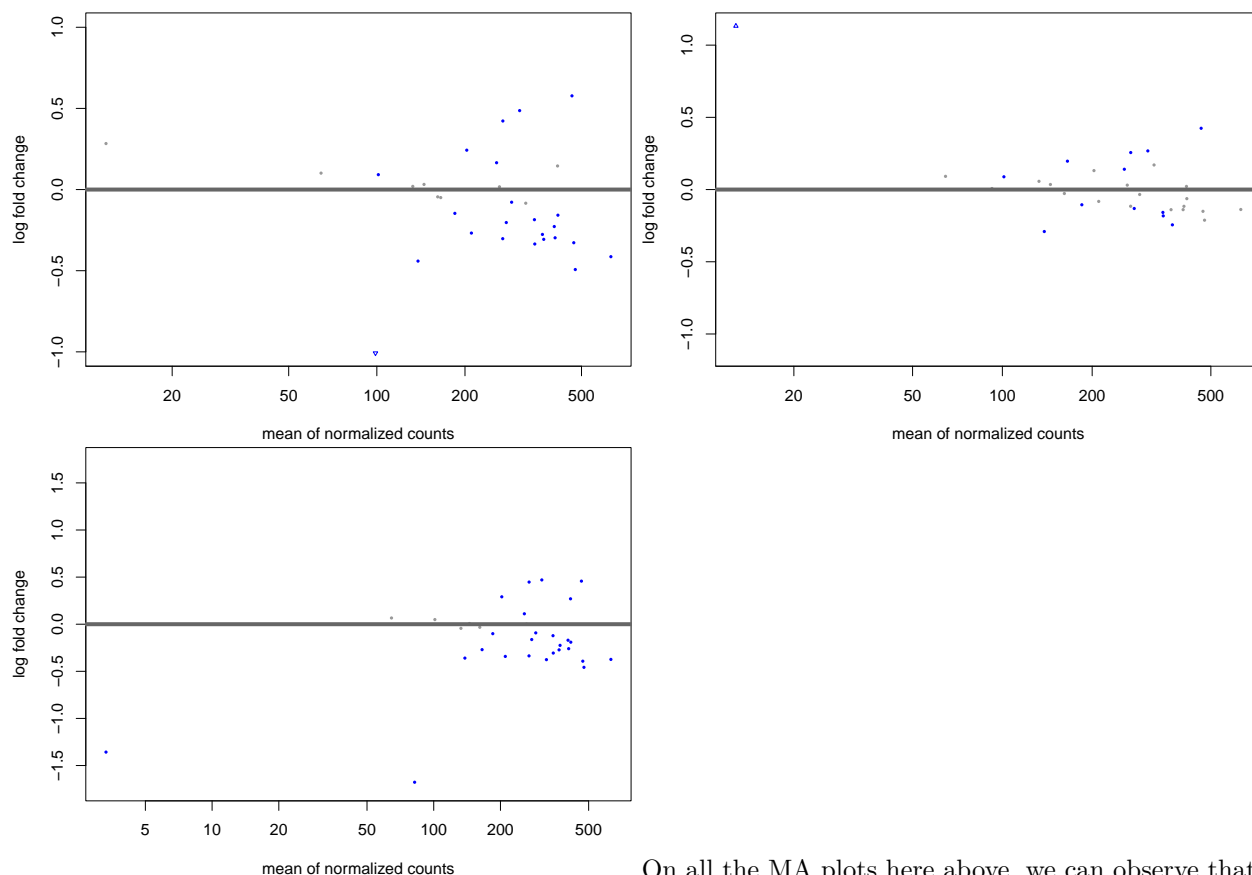 1.0
0.5
0.0
−0.5
−1.0
log fold change
20 50 100 200 500
mean of normalized counts
1.0
0.5
0.0
−0.5
−1.0
log fold change
20 50 100 200 500
mean of normalized counts
1.5
1.0
0.5
0.0
−0.5
−1.0
−1.5
log fold change
5 10 20 50 100 200 500
mean of normalized counts
On all the MA plots here above, we can observe that